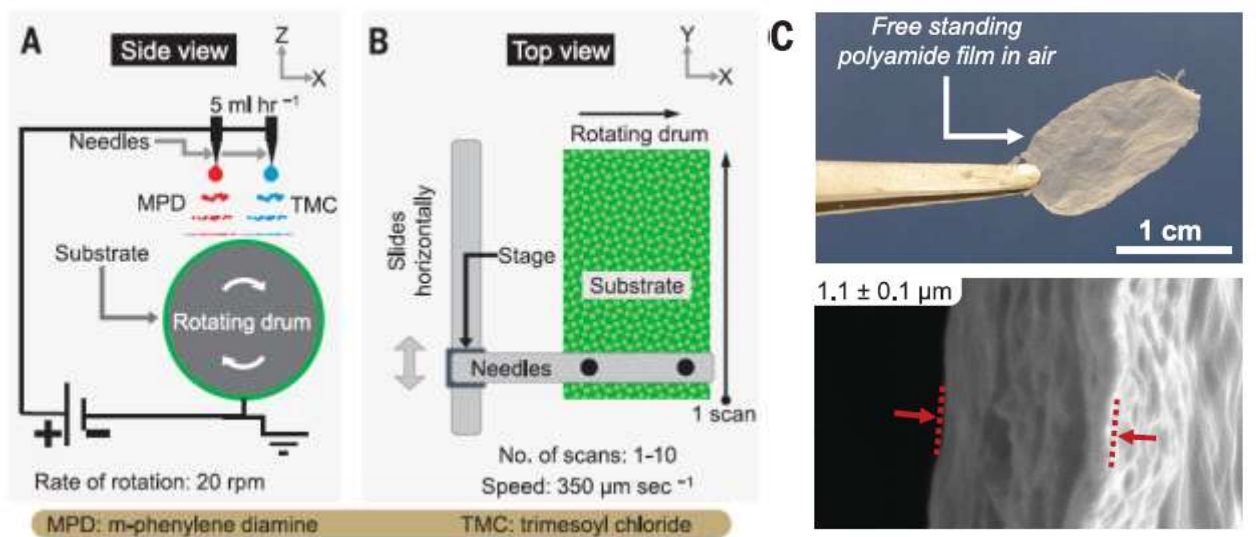 A
Side view
Z
X
5 ml hr ⁻¹
Needles
MPD
TMC
Substrate
Rotating drum
+
-
Rate of rotation: 20 rpm
B
Top view
Y
X
Rotating drum
Slides
horizontally
Stage
Substrate
Needles
1 scan
No. of scans: 1-10
Speed: 350 µm sec ⁻¹
MPD: m-phenylene diamine
TMC: trimesoyl chloride
C
Free standing
polyamide film in air
1 cm
1.1 ± 0.1 µm